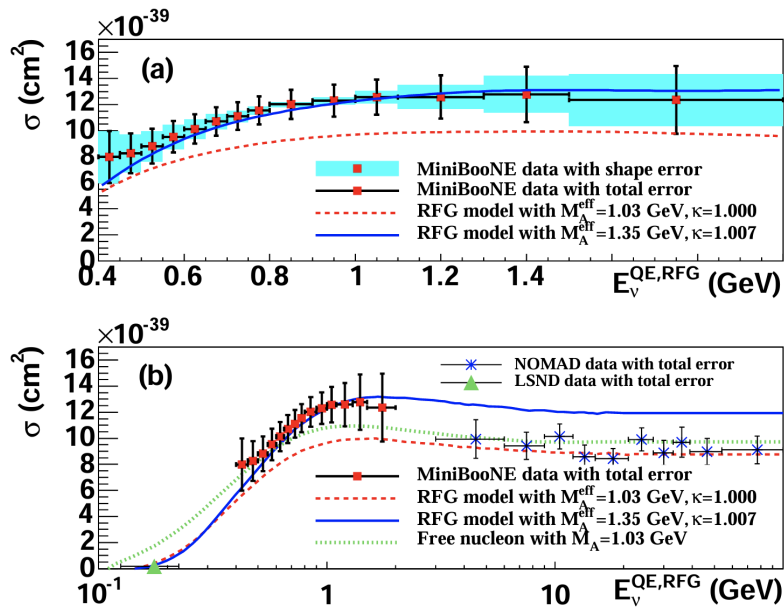 ×10⁻³⁹
σ (cm²)
(a)
16
14
12
10
8
6
4
2
0
MiniBooNE data with shape error
MiniBooNE data with total error
RFG model with M_A^eff=1.03 GeV, κ=1.000
RFG model with M_A^eff=1.35 GeV, κ=1.007
0.4 0.6 0.8 1 1.2 1.4
E_ν^QE,RFG (GeV)
×10⁻³⁹
σ (cm²)
(b)
16
14
12
10
8
6
4
2
0
NOMAD data with total error
LSND data with total error
MiniBooNE data with total error
RFG model with M_A^eff=1.03 GeV, κ=1.000
RFG model with M_A^eff=1.35 GeV, κ=1.007
Free nucleon with M_A=1.03 GeV
10⁻¹ 1 10
E_ν^QE,RFG (GeV)